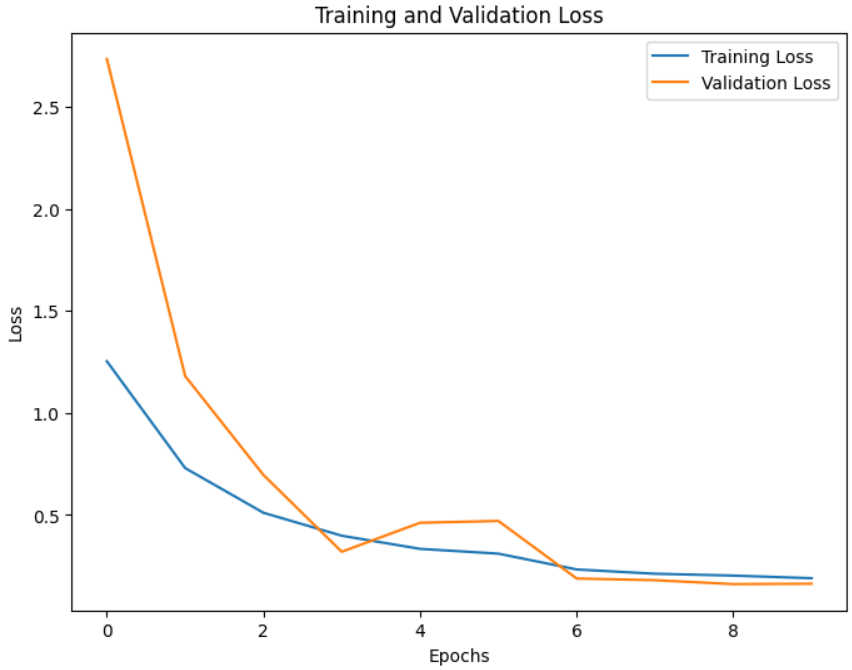 Training and Validation Loss
Training Loss
Validation Loss
2.5
2.0
1.5
1.0
0.5
Loss
0 2 4 6 8
Epochs